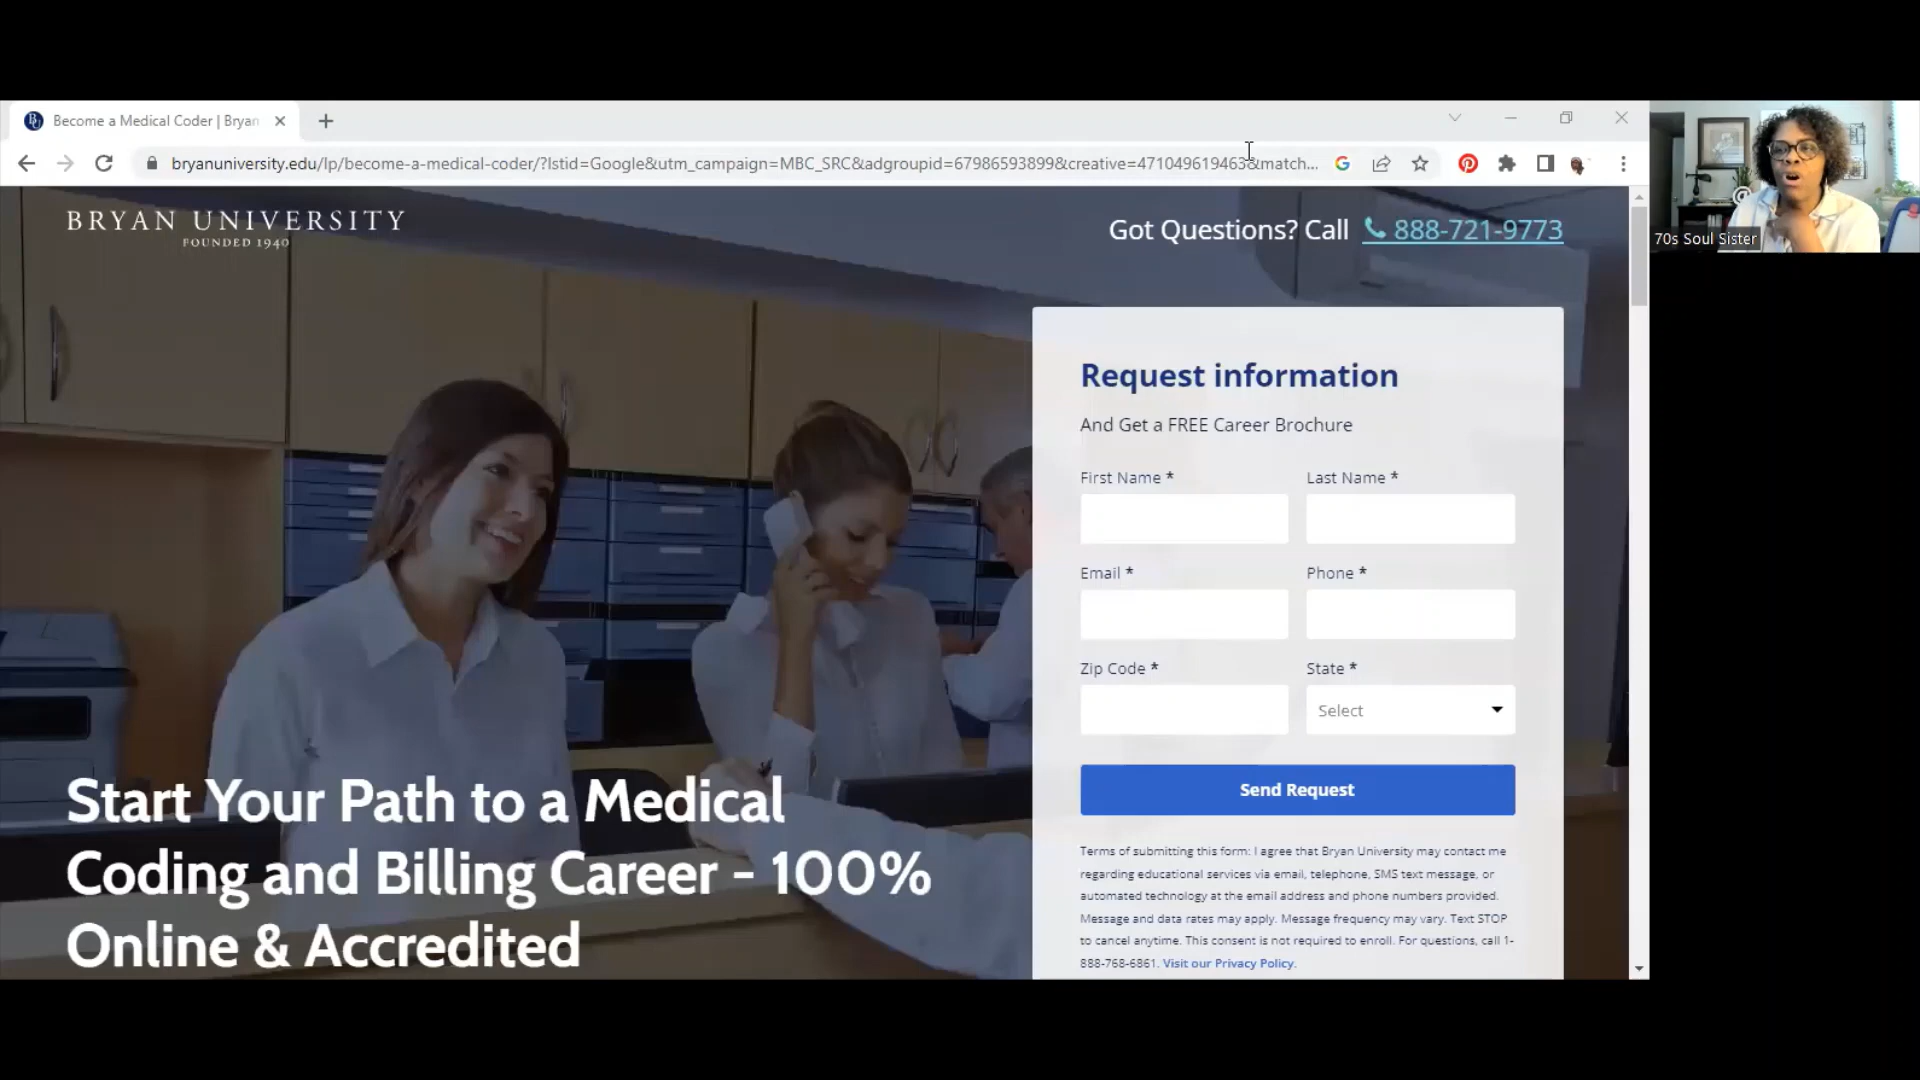 Become a Medical Coder | Bryan
bryanuniversity.edu/lp/become-a-medical-coder/?lstid=Google&utm_campaign=MBC_SRC&adgroupid=67986593899&creative=471049619463&match...
BRYAN UNIVERSITY
FOUNDED 1940
Got Questions? Call 888-721-9773
70s Soul Sister
Request information
And Get a FREE Career Brochure
First Name * Last Name *
Email * Phone *
Zip Code * State *
Select
Send Request
Terms of submitting this form: I agree that Bryan University may contact me
regarding educational services via email, telephone, SMS text message, or
automated technology at the email address and phone numbers provided.
Message and data rates may apply. Message frequency may vary. Text STOP
to cancel anytime. This consent is not required to enroll. For questions, call 1-
888-768-6861. Visit our Privacy Policy.
Start Your Path to a Medical
Coding and Billing Career - 100%
Online & Accredited